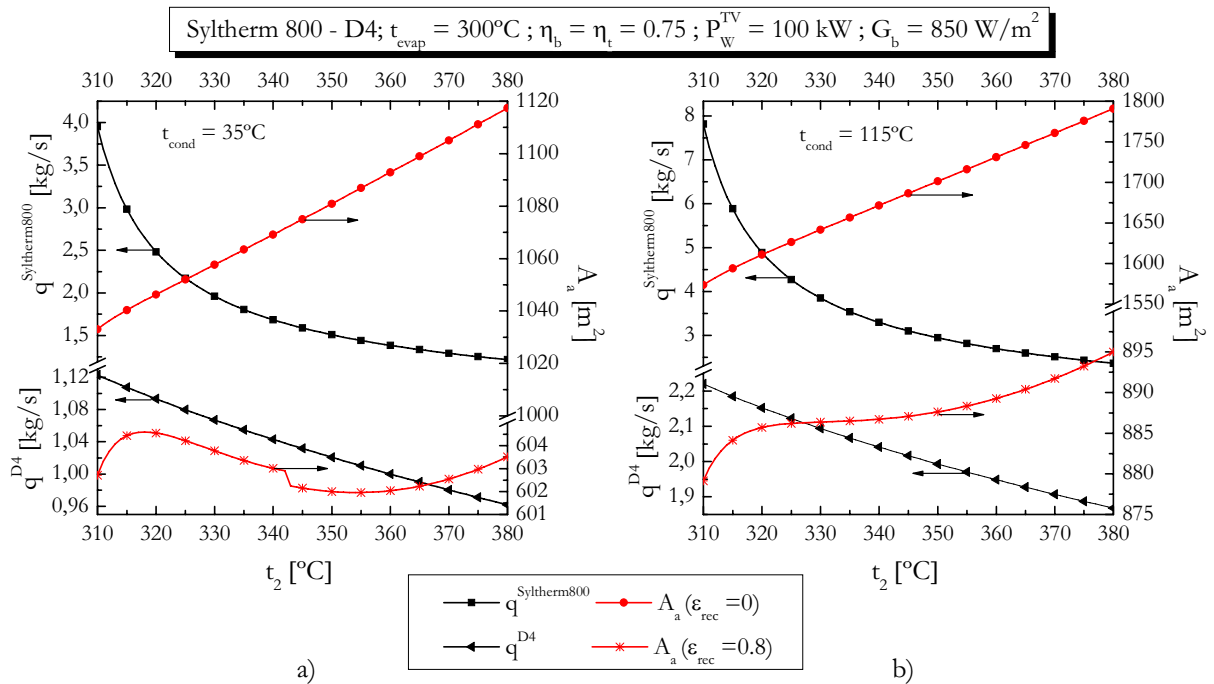 Syltherm 800 - D4; t_evap = 300ºC ; η_b = η_t = 0.75 ; P_W^TV = 100 kW ; G_b = 850 W/m²
310 320 330 340 350 360 370 380
t_cond = 35ºC
4,0
3,5
3,0
2,5
2,0
1,5
1,12
1,08
1,04
1,00
0,96
q^Syltherm800 [kg/s]
q^D4 [kg/s]
1120
1100
1080
1060
1040
1020
1000
604
603
602
601
A_a [m²]
310 320 330 340 350 360 370 380
t_2 [ºC]
a)
310 320 330 340 350 360 370 380
t_cond = 115ºC
8
7
6
5
4
3
2,2
2,1
2,0
1,9
q^Syltherm800 [kg/s]
q^D4 [kg/s]
1800
1750
1700
1650
1600
1550
895
890
885
880
875
A_a [m²]
310 320 330 340 350 360 370 380
t_2 [ºC]
b)
q^Syltherm800 A_a (ε_rec =0)
q^D4 A_a (ε_rec =0.8)